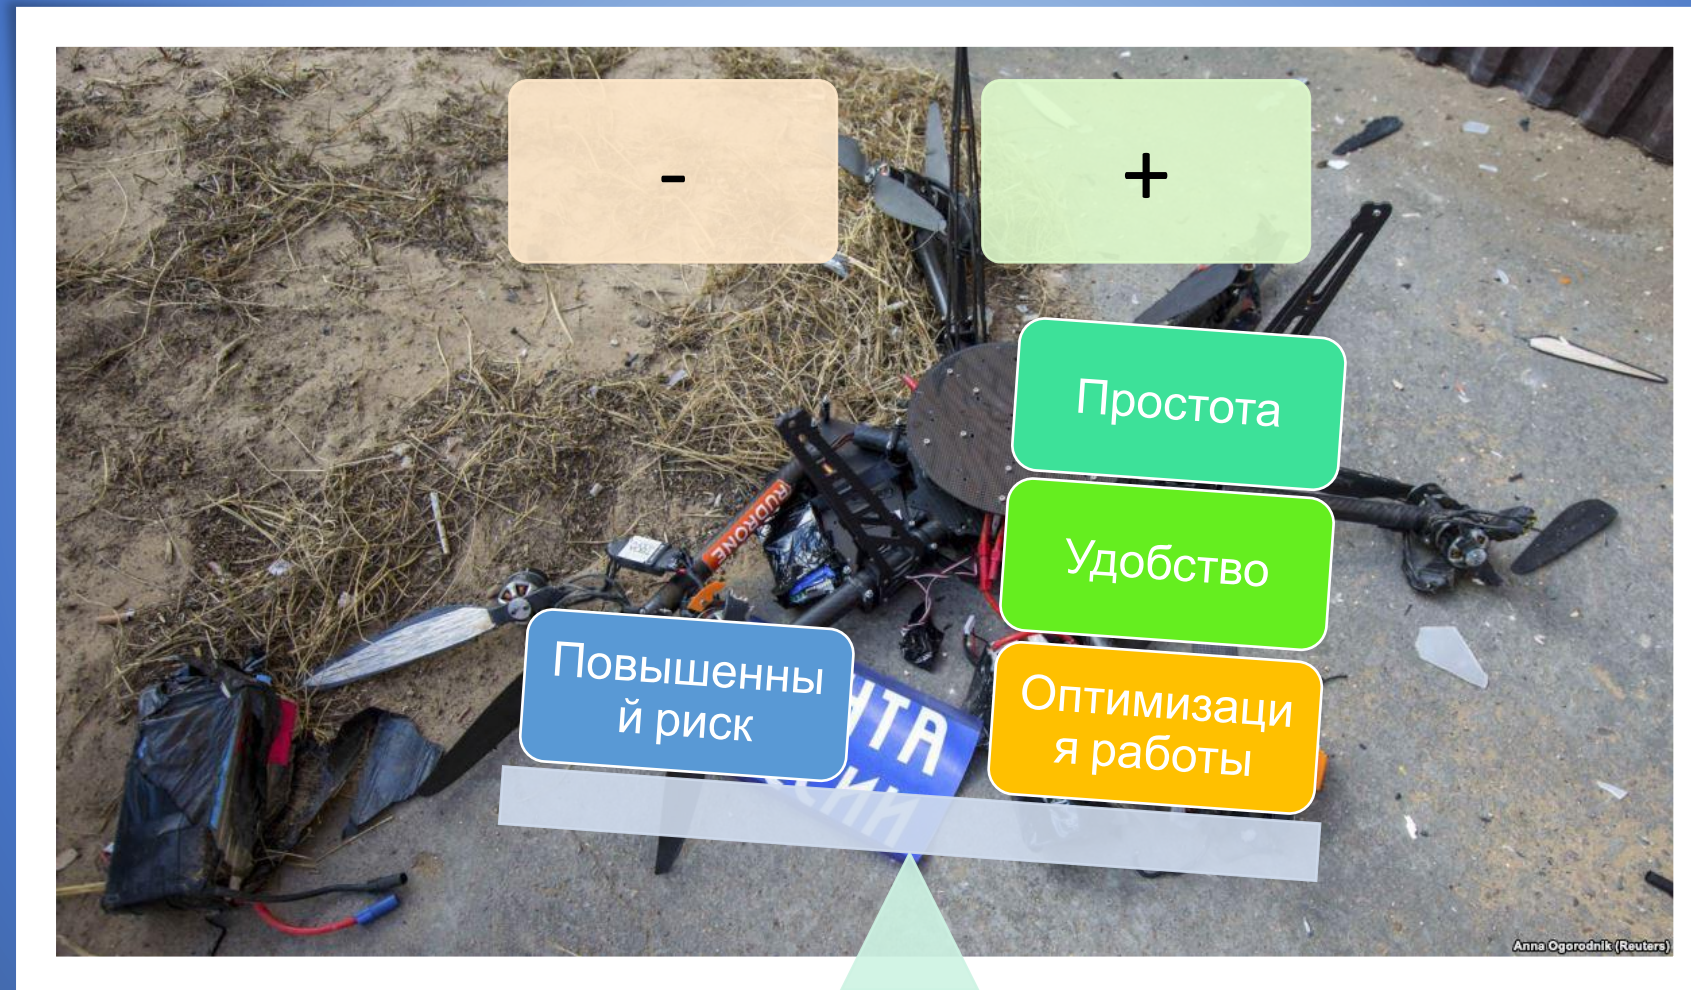 -
+
Простота
RUDRONE
Удобство
Повышенны
й риск
Оптимизаци
я работы
Anna Ogorodnik (Reuters)